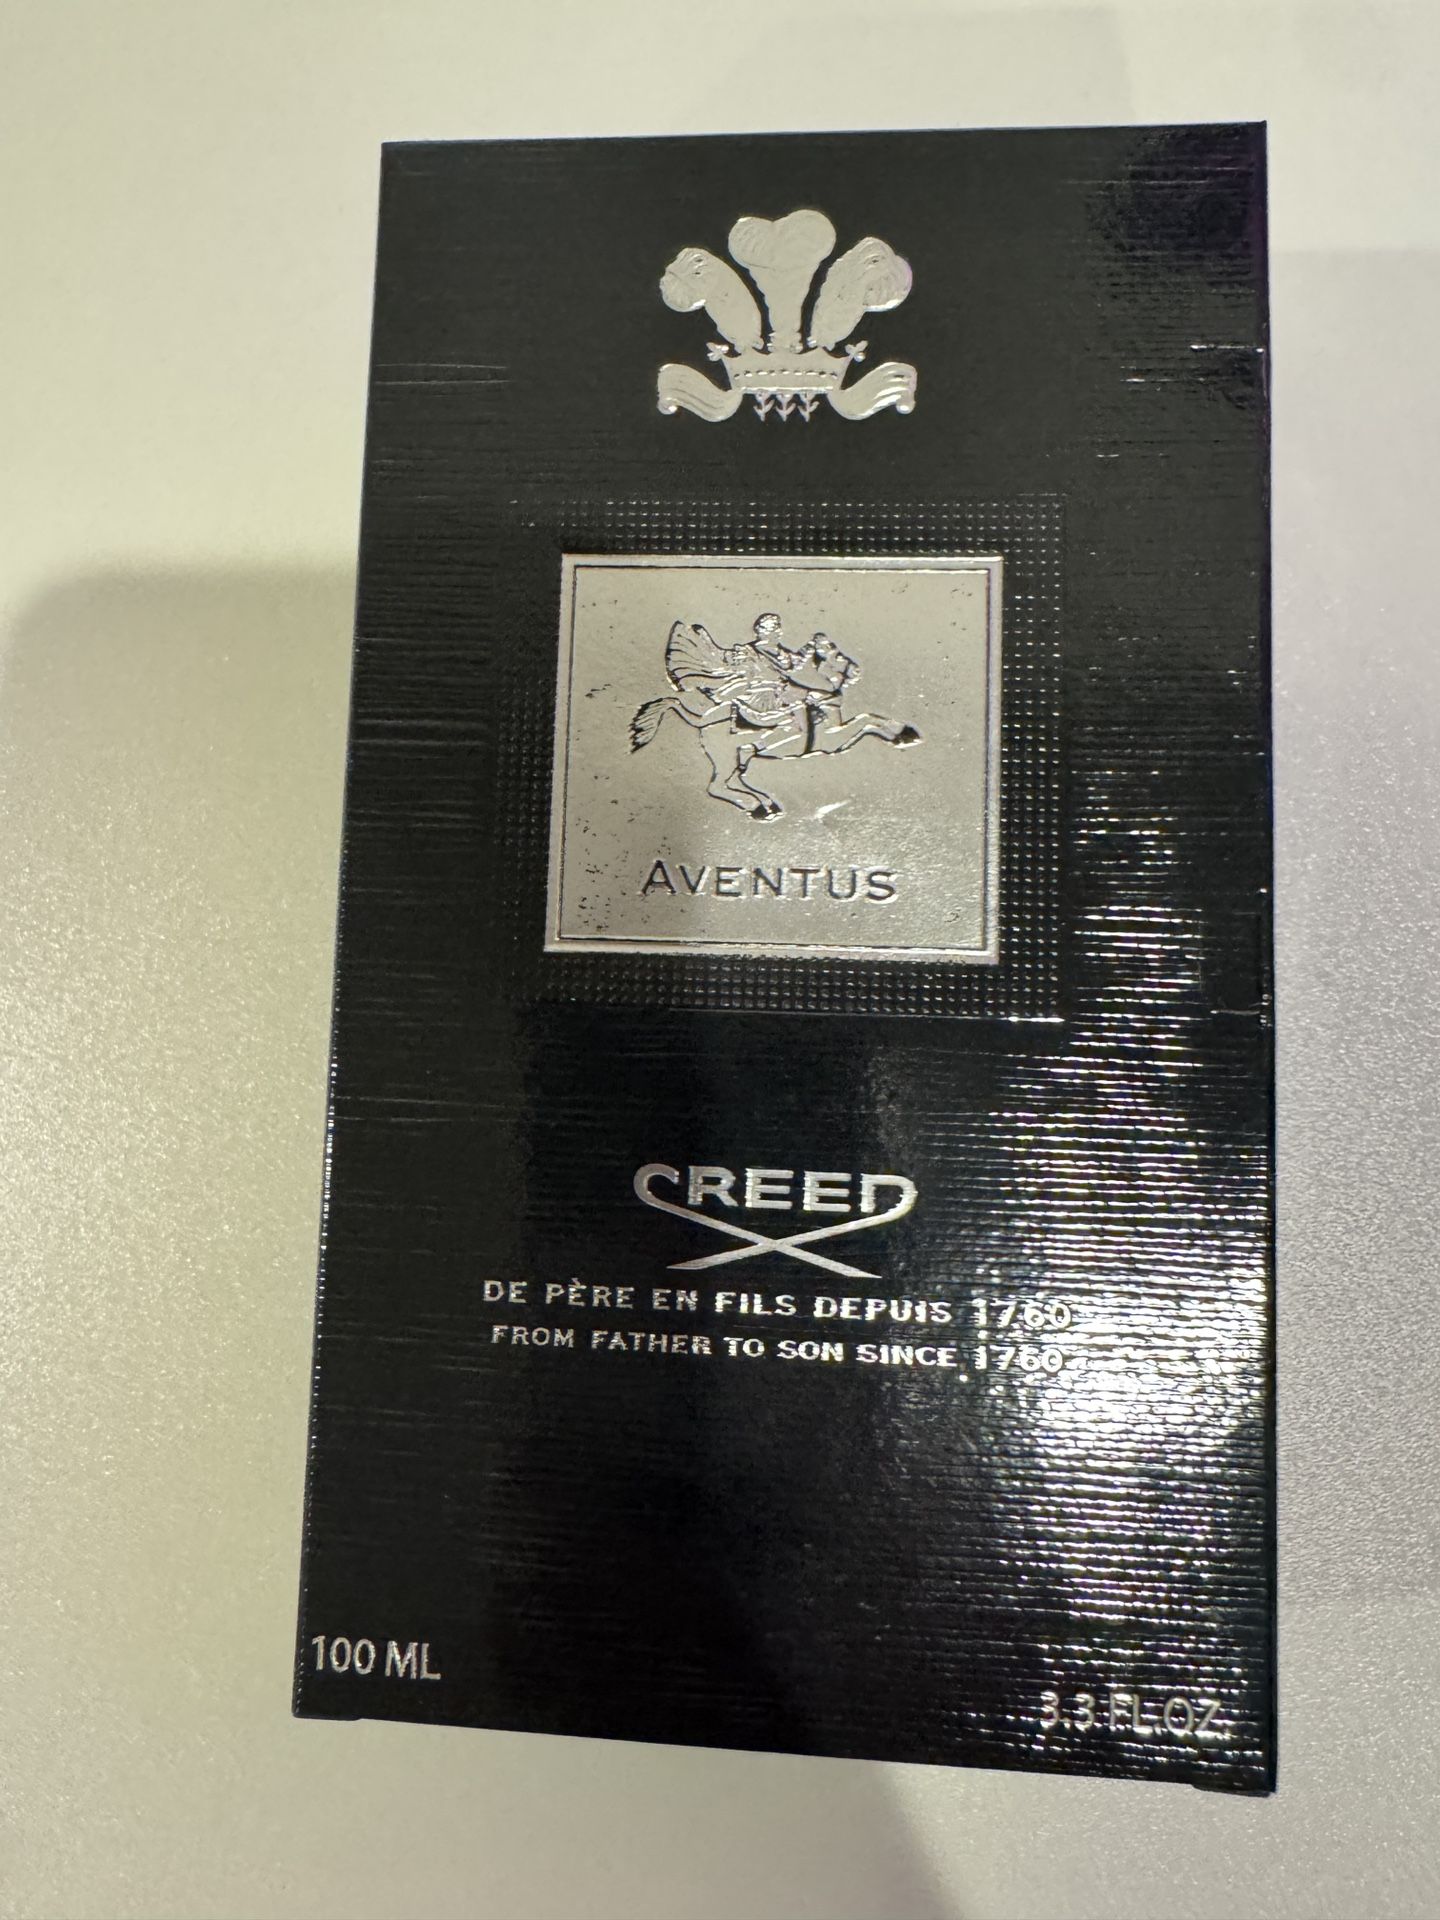 AVENTUS
CREED
DE PÈRE EN FILS DEPUIS 1760
FROM FATHER TO SON SINCE 1760
100 ML
3.3 FL.OZ.